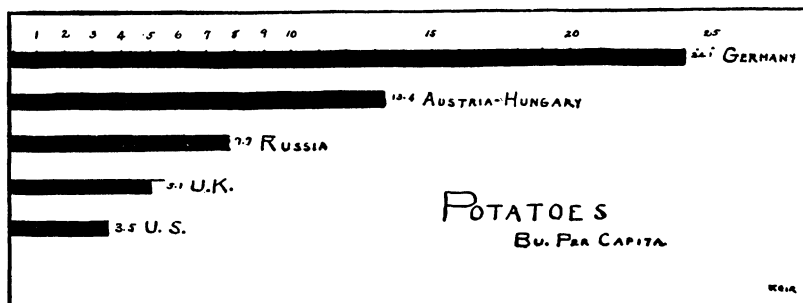 1 2 3 4 5 6 7 8 9 10 15 20 25
GERMANY
13.4 AUSTRIA-HUNGARY
7.7 RUSSIA
5.1 U.K.
3.5 U.S.
POTATOES
BU. PER CAPITA